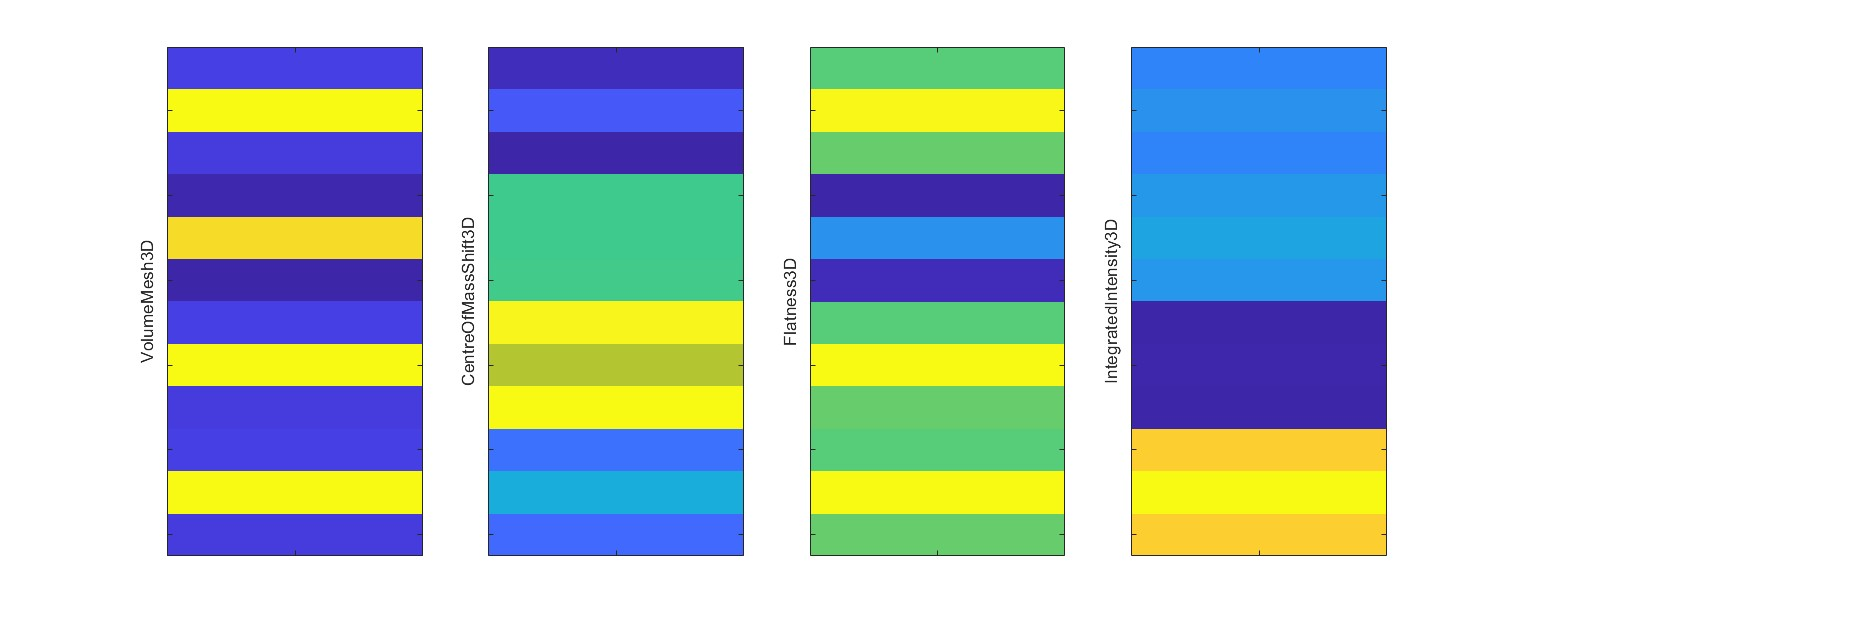 VolumeMesh3D
CentreOfMassShift3D
Flatness3D
IntegratedIntensity3D